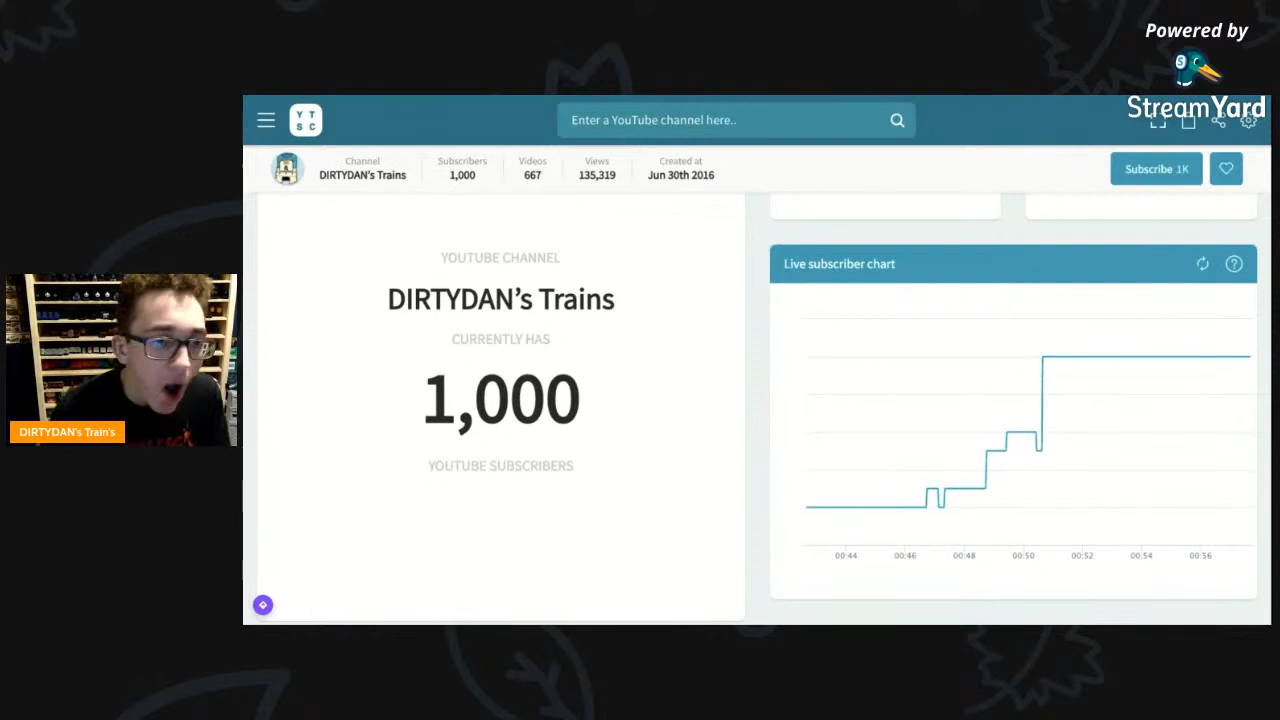 Powered by
StreamYard
Y T
S C
Enter a YouTube channel here..
Channel
DIRTYDAN's Trains
Subscribers
1,000
Videos
667
Views
135,319
Created at
Jun 30th 2016
Subscribe 1K
YOUTUBE CHANNEL
DIRTYDAN's Trains
CURRENTLY HAS
1,000
YOUTUBE SUBSCRIBERS
Live subscriber chart
00:44 00:46 00:48 00:50 00:52 00:54 00:56
DIRTYDAN's Train's